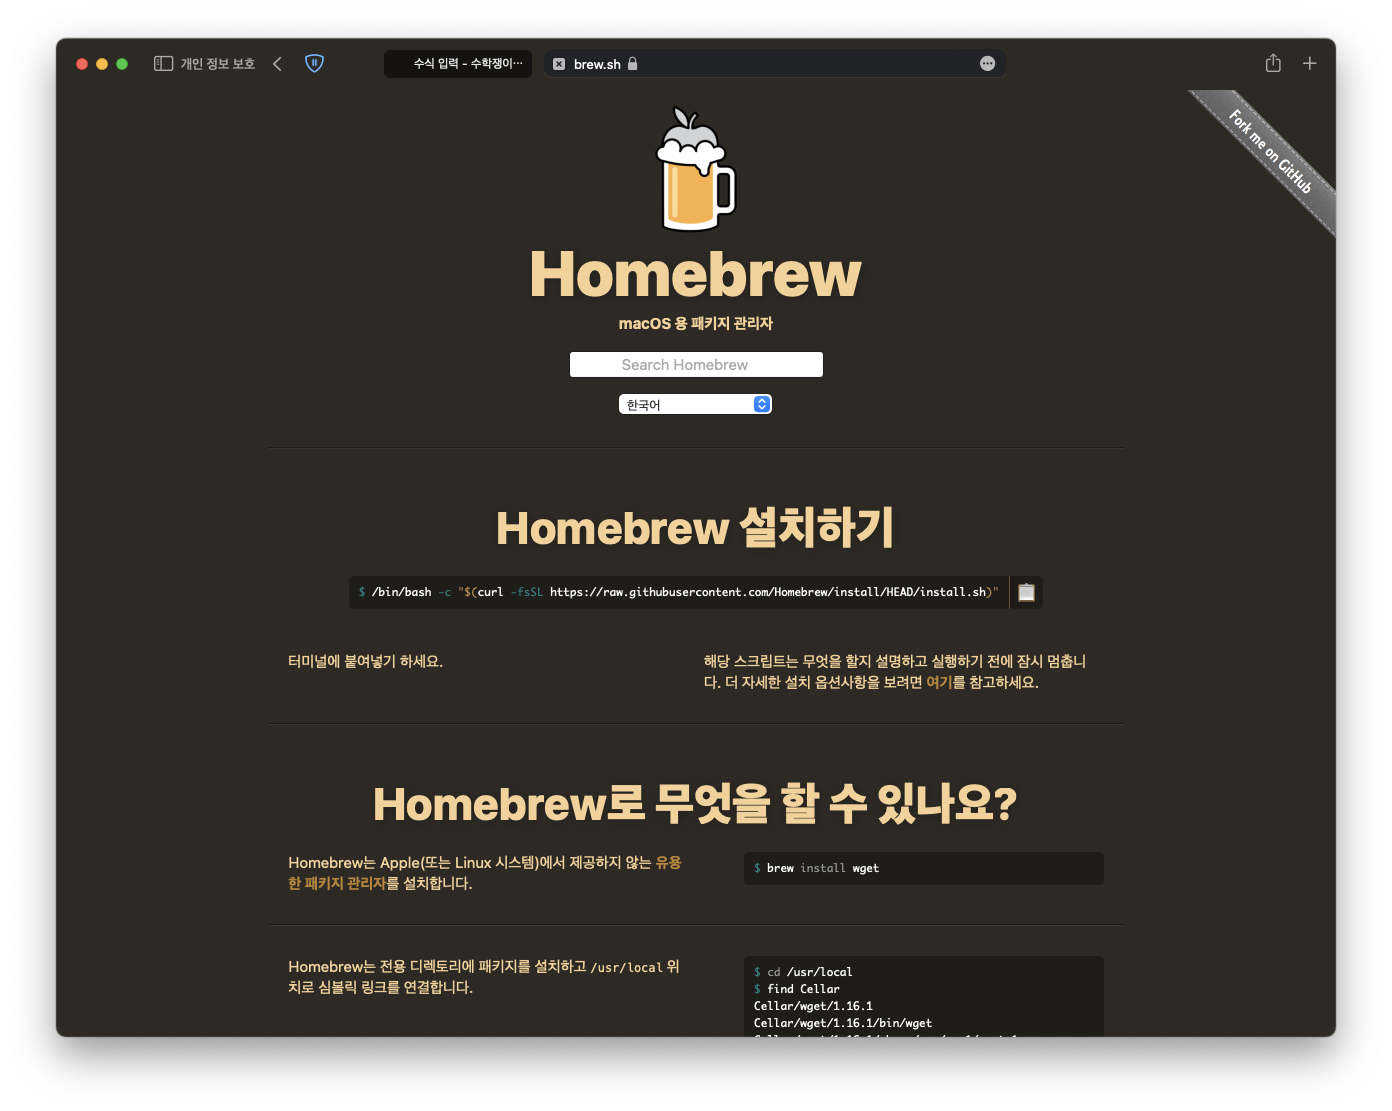 개인 정보 보호
수식 입력 - 수학쟁이…
brew.sh
Fork me on GitHub
Homebrew
macOS 용 패키지 관리자
Search Homebrew
한국어
Homebrew 설치하기
$ /bin/bash -c "$(curl -fsSL https://raw.githubusercontent.com/Homebrew/install/HEAD/install.sh)"
터미널에 붙여넣기 하세요.
해당 스크립트는 무엇을 할지 설명하고 실행하기 전에 잠시 멈춥니
다. 더 자세한 설치 옵션사항을 보려면 여기를 참고하세요.
Homebrew로 무엇을 할 수 있나요?
Homebrew는 Apple(또는 Linux 시스템)에서 제공하지 않는 유용
한 패키지 관리자를 설치합니다.
$ brew install wget
Homebrew는 전용 디렉토리에 패키지를 설치하고 /usr/local 위
치로 심볼릭 링크를 연결합니다.
$ cd /usr/local
$ find Cellar
Cellar/wget/1.16.1
Cellar/wget/1.16.1/bin/wget